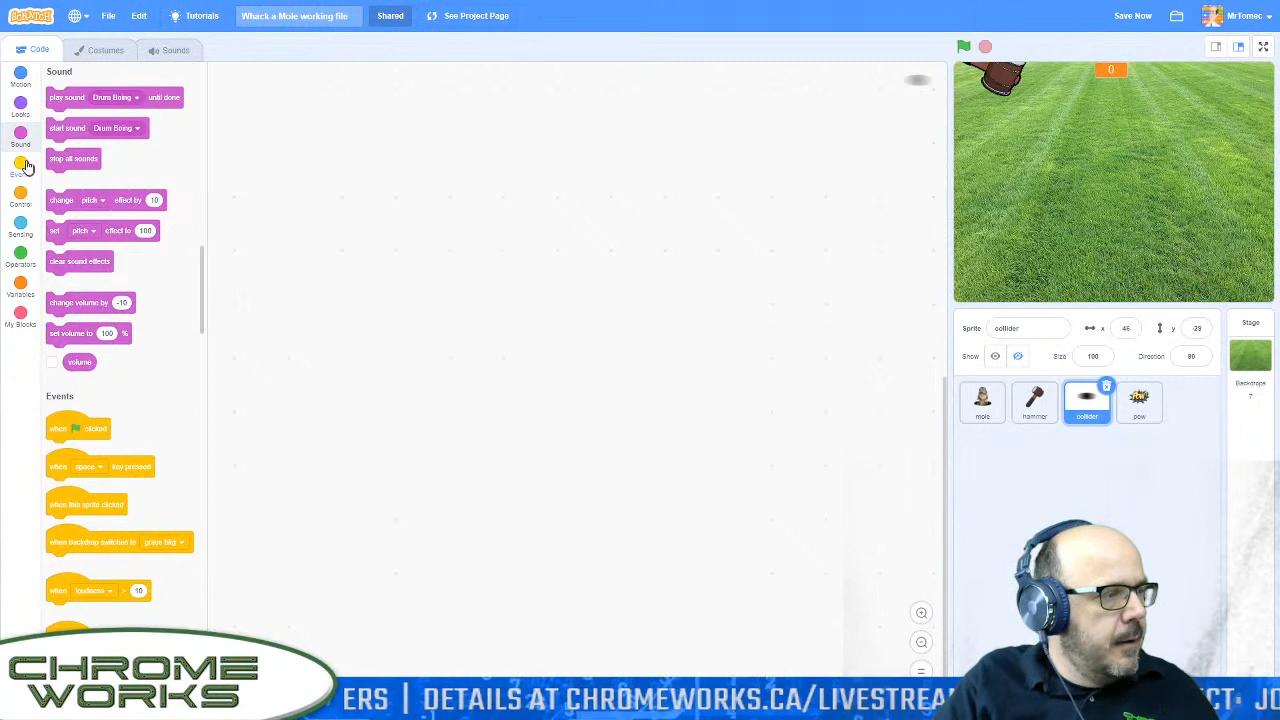 SCRATCH File Edit Tutorials Whack a Mole working file Shared See Project Page Save Now MrTomec
Code Costumes Sounds
Motion
Looks
Sound
Events
Control
Sensing
Operators
Variables
My Blocks
Sound
play sound Drum Boing until done
start sound Drum Boing
stop all sounds
change pitch effect by 10
set pitch effect to 100
clear sound effects
change volume by -10
set volume to 100 %
volume
Events
when clicked
when space key pressed
when this sprite clicked
when backdrop switches to
when loudness > 10
0
Sprite collider x 46 y -29
Show Size 100 Direction 90
mole hammer collider pow
POW
Stage
Backdrops
7
CHROME
WORKS
ERS | DETAILS AT CHROMEWORKS.CA/LIVESTREA